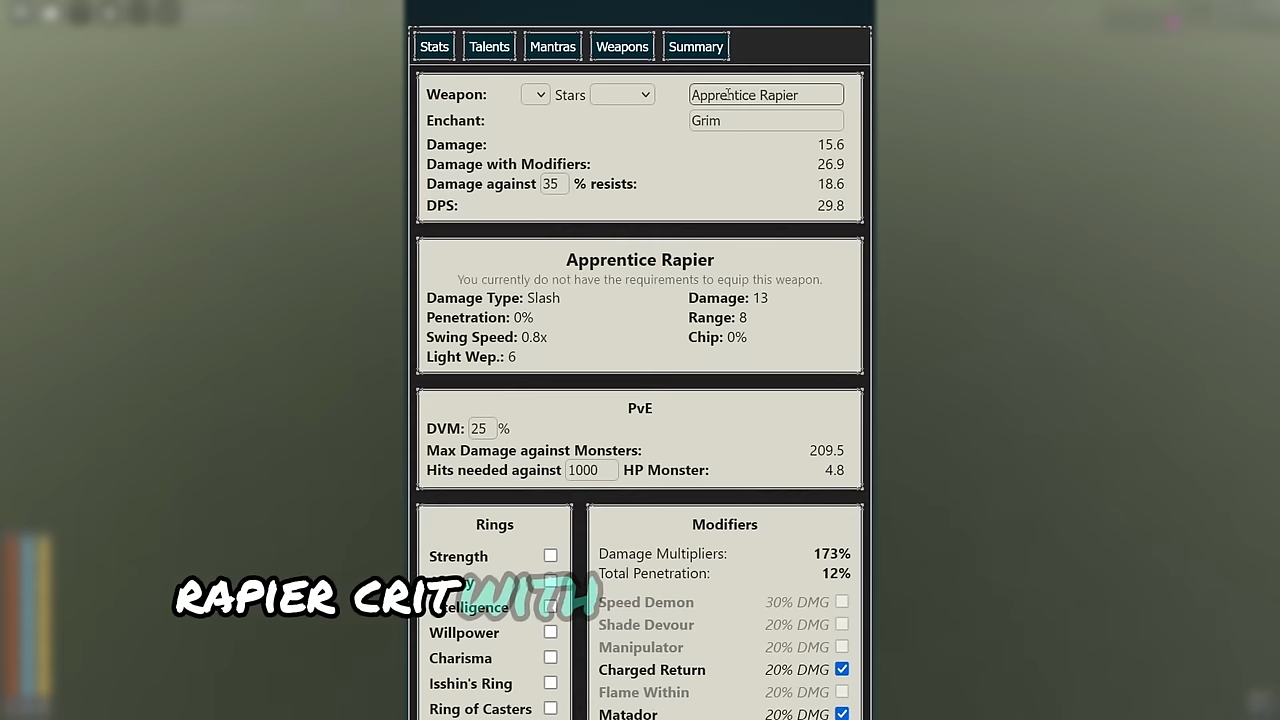 Stats Talents Mantras Weapons Summary
Weapon: Stars Apprentice Rapier
Enchant: Grim
Damage: 15.6
Damage with Modifiers: 26.9
Damage against 35 % resists: 18.6
DPS: 29.8
Apprentice Rapier
You currently do not have the requirements to equip this weapon.
Damage Type: Slash Damage: 13
Penetration: 0% Range: 8
Swing Speed: 0.8x Chip: 0%
Light Wep.: 6
PvE
DVM: 25 %
Max Damage against Monsters: 209.5
Hits needed against 1000 HP Monster: 4.8
Rings
Strength
Intelligence
Willpower
Charisma
Isshin's Ring
Ring of Casters
Modifiers
Damage Multipliers: 173%
Total Penetration: 12%
Speed Demon 30% DMG
Shade Devour 20% DMG
Manipulator 20% DMG
Charged Return 20% DMG
Flame Within 20% DMG
Matador 20% DMG
RAPIER CRIT WITH